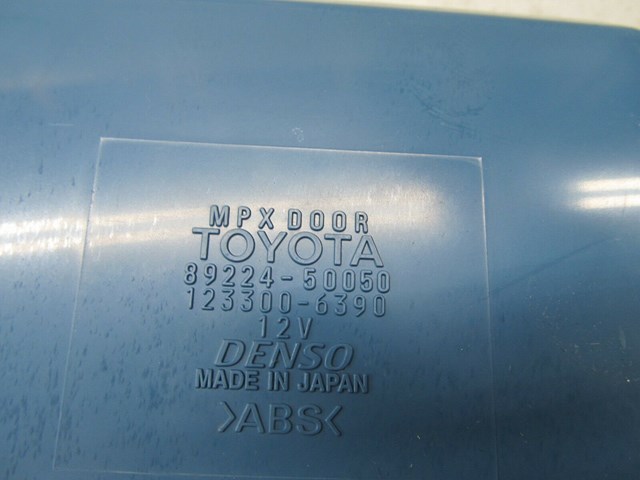 MPX DOOR
TOYOTA
89224-50050
123300-6390
12V
DENSO
MADE IN JAPAN
>ABS<